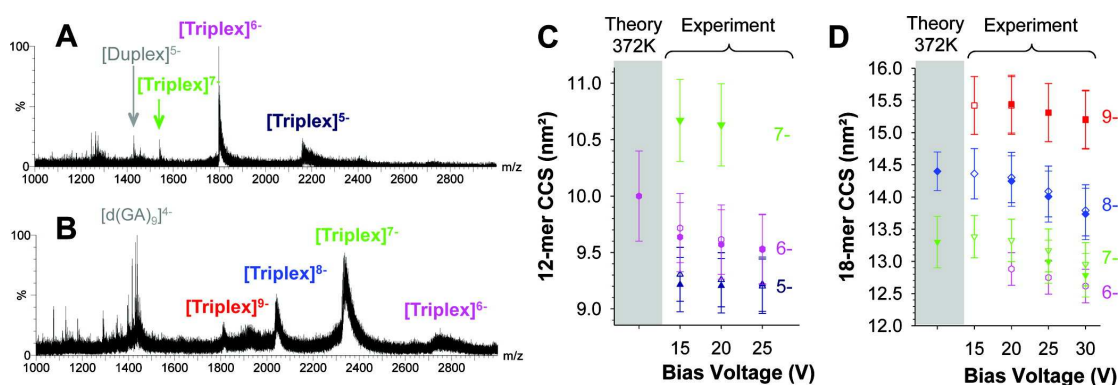 A
[Triplex]6-
[Duplex]5-
[Triplex]7-
[Triplex]5-
100
%
0
1000 1200 1400 1600 1800 2000 2200 2400 2600 2800 m/z
B
[d(GA)9]4-
[Triplex]7-
[Triplex]8-
[Triplex]9-
[Triplex]6-
100
%
0
1000 1200 1400 1600 1800 2000 2200 2400 2600 2800 m/z
C
Theory
372K
Experiment
12-mer CCS (nm²)
11.0
10.5
10.0
9.5
9.0
7-
6-
5-
15 20 25
Bias Voltage (V)
D
Theory
372K
Experiment
18-mer CCS (nm²)
16.0
15.5
15.0
14.5
14.0
13.5
13.0
12.5
12.0
9-
8-
7-
6-
15 20 25 30
Bias Voltage (V)